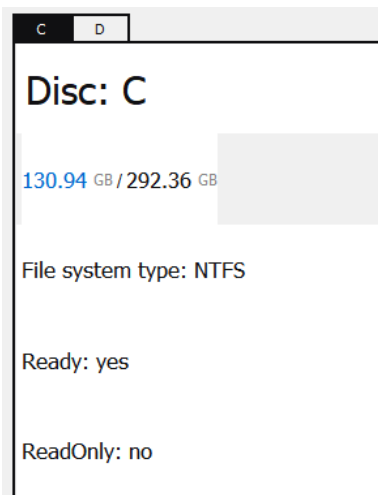 C D
Disc: C
130.94 GB / 292.36 GB
File system type: NTFS
Ready: yes
ReadOnly: no